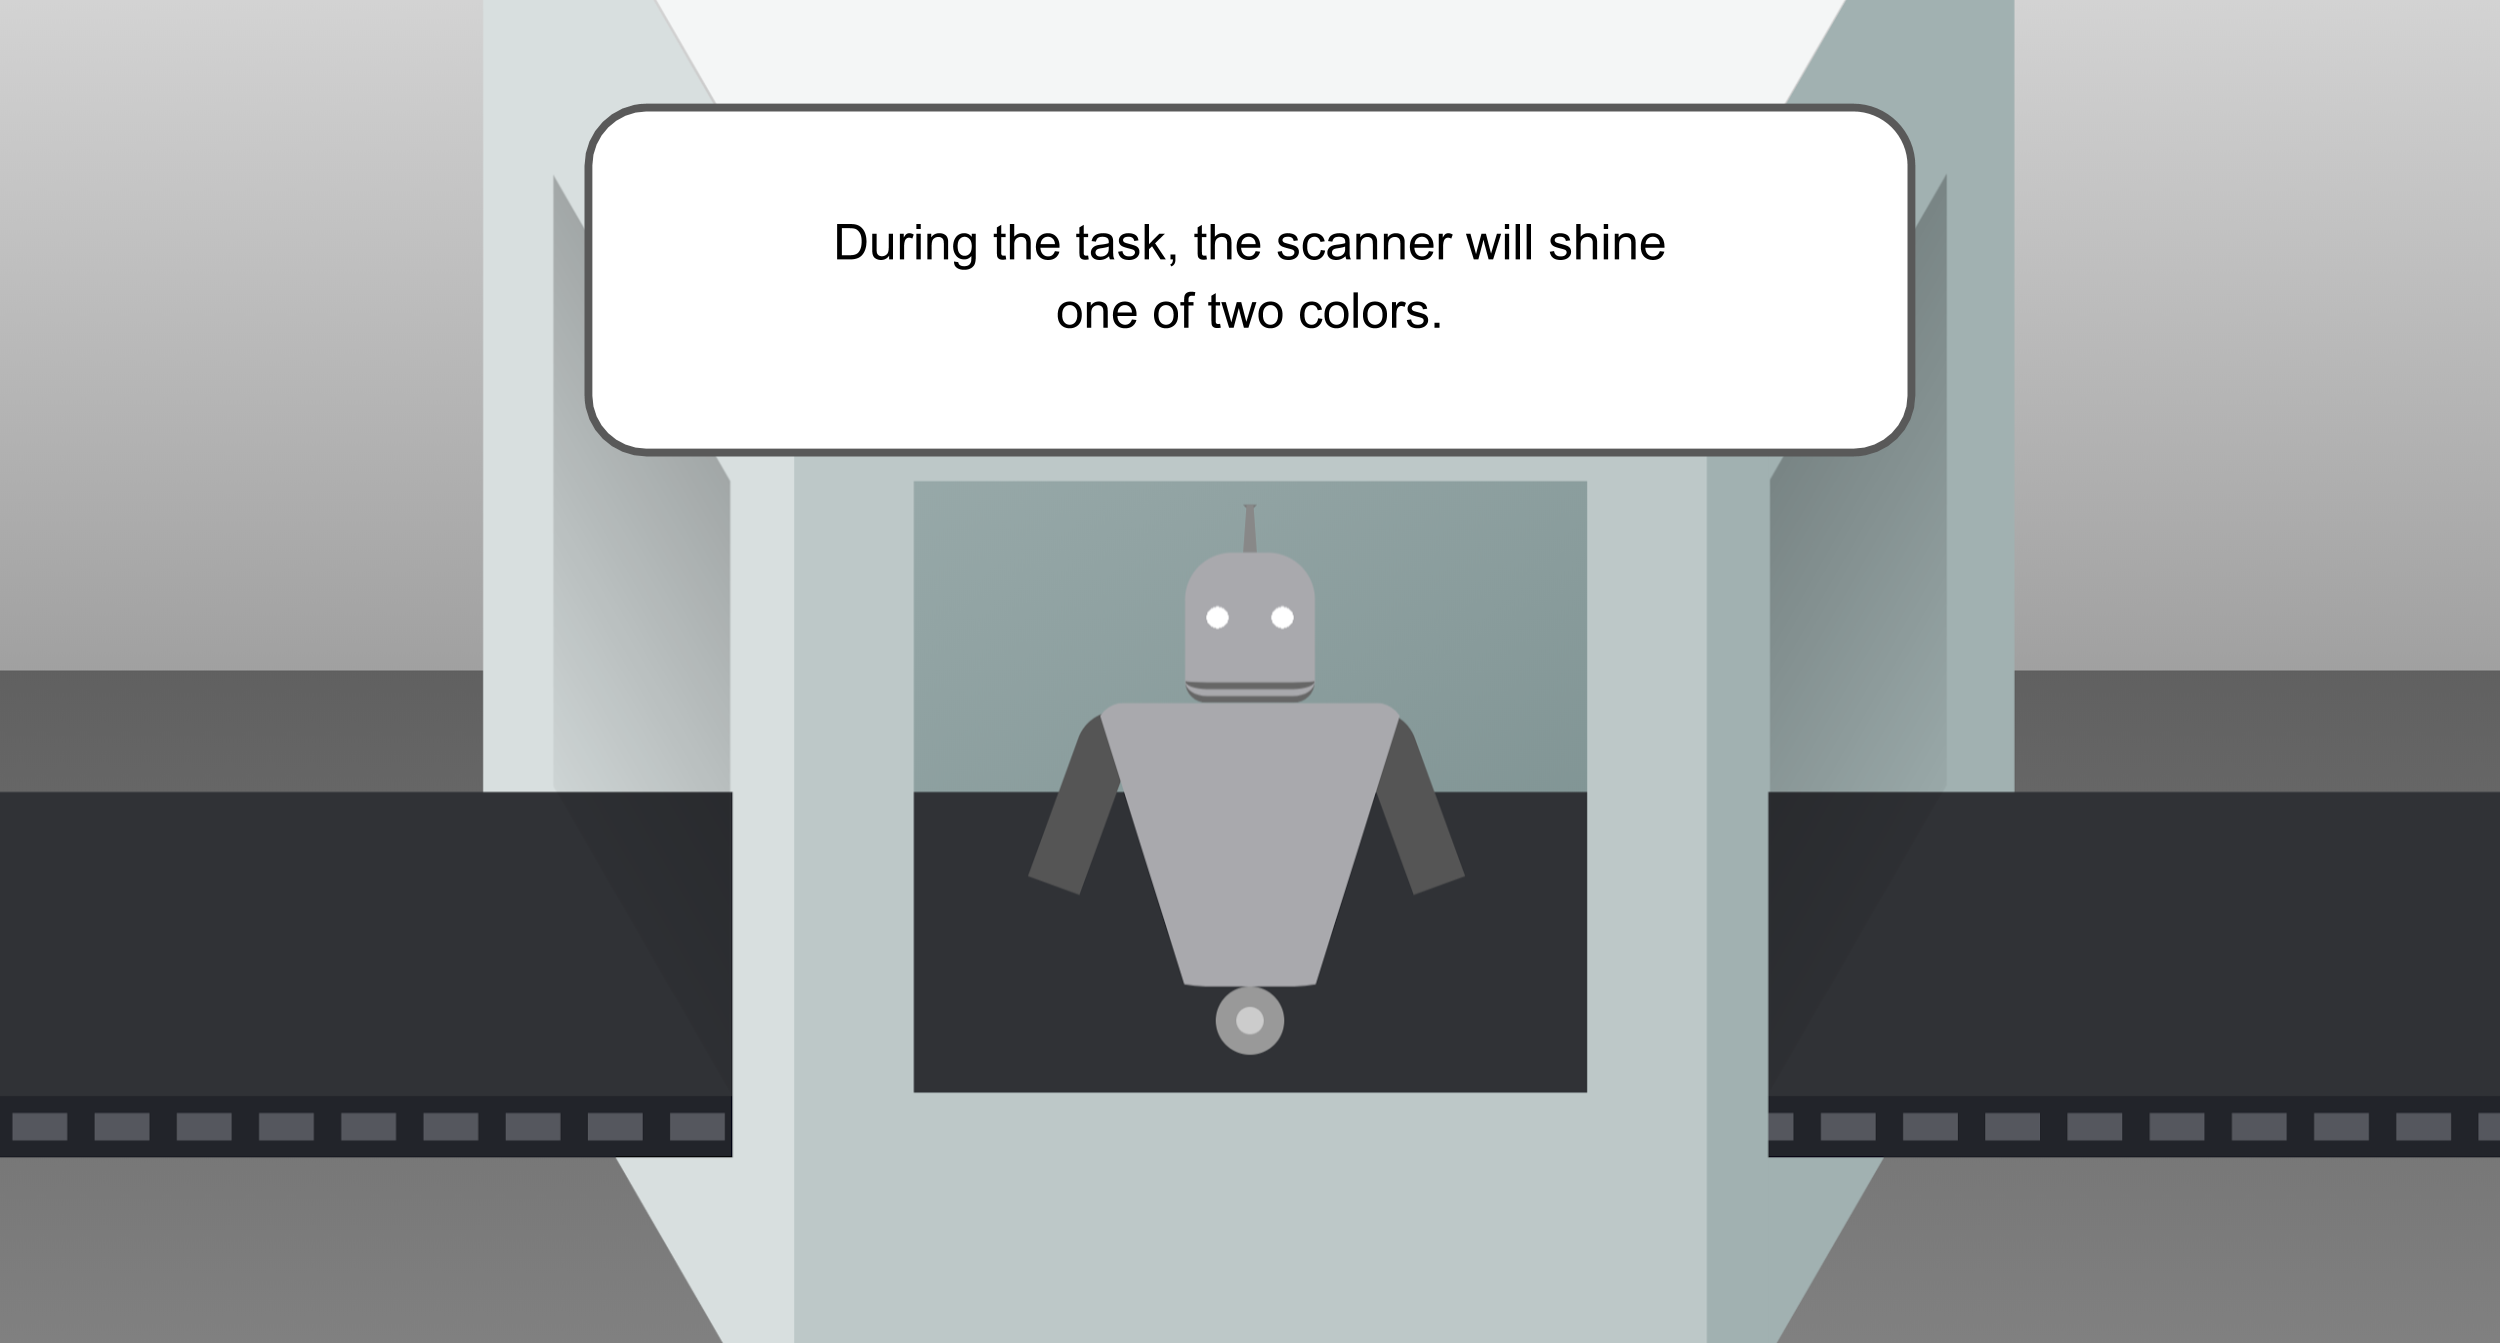 During the task, the scanner will shine
one of two colors.